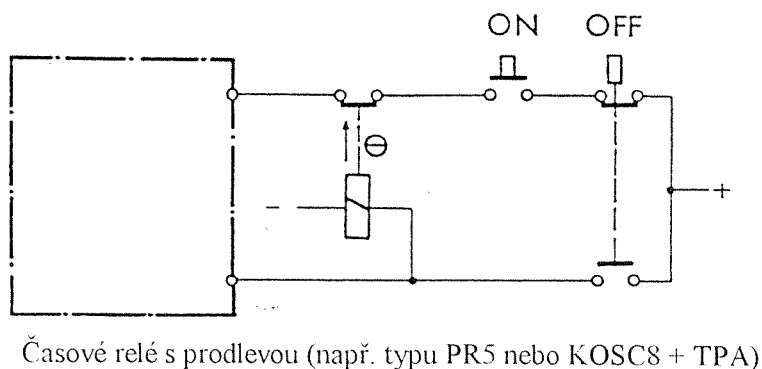 ON OFF
+
−
Časové relé s prodlevou (např. typu PR5 nebo KOSC8 + TPA)